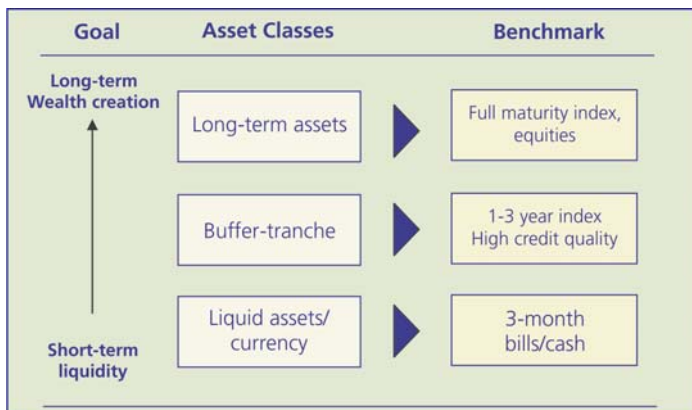 Goal
Asset Classes
Benchmark
Long-term
Wealth creation
Long-term assets
Full maturity index,
equities
Buffer-tranche
1-3 year index
High credit quality
Short-term
liquidity
Liquid assets/
currency
3-month
bills/cash